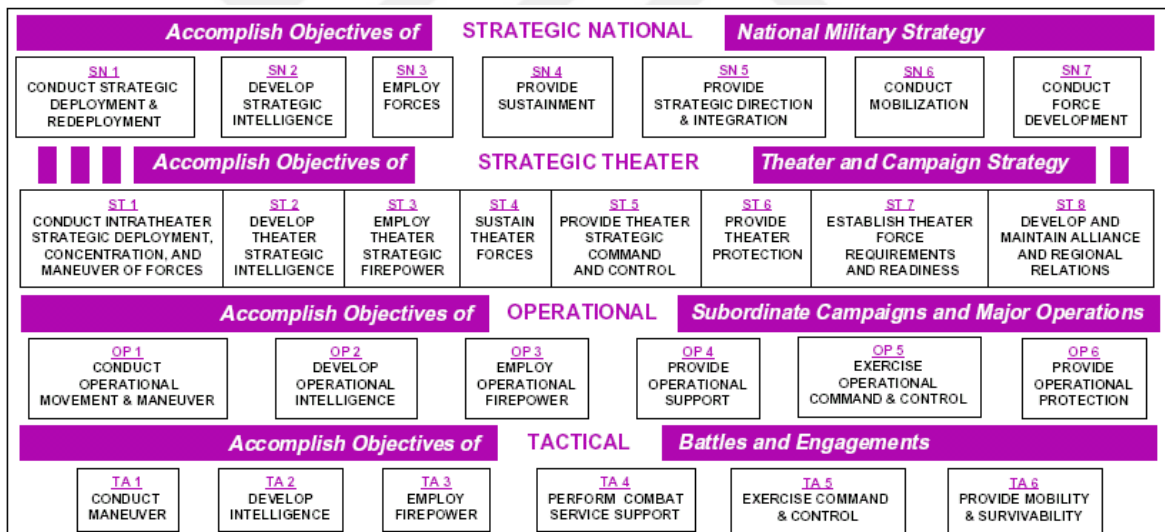 Accomplish Objectives of STRATEGIC NATIONAL National Military Strategy
SN 1
CONDUCT STRATEGIC
DEPLOYMENT &
REDEPLOYMENT
SN 2
DEVELOP
STRATEGIC
INTELLIGENCE
SN 3
EMPLOY
FORCES
SN 4
PROVIDE
SUSTAINMENT
SN 5
PROVIDE
STRATEGIC DIRECTION
& INTEGRATION
SN 6
CONDUCT
MOBILIZATION
SN 7
CONDUCT
FORCE
DEVELOPMENT
Accomplish Objectives of STRATEGIC THEATER Theater and Campaign Strategy
ST 1
CONDUCT INTRATHEATER
STRATEGIC DEPLOYMENT,
CONCENTRATION, AND
MANEUVER OF FORCES
ST 2
DEVELOP
THEATER
STRATEGIC
INTELLIGENCE
ST 3
EMPLOY
THEATER
STRATEGIC
FIREPOWER
ST 4
SUSTAIN
THEATER
FORCES
ST 5
PROVIDE THEATER
STRATEGIC
COMMAND
AND CONTROL
ST 6
PROVIDE
THEATER
PROTECTION
ST 7
ESTABLISH THEATER
FORCE
REQUIREMENTS
AND READINESS
ST 8
DEVELOP AND
MAINTAIN ALLIANCE
AND REGIONAL
RELATIONS
Accomplish Objectives of OPERATIONAL Subordinate Campaigns and Major Operations
OP 1
CONDUCT
OPERATIONAL
MOVEMENT & MANEUVER
OP 2
DEVELOP
OPERATIONAL
INTELLIGENCE
OP 3
EMPLOY
OPERATIONAL
FIREPOWER
OP 4
PROVIDE
OPERATIONAL
SUPPORT
OP 5
EXERCISE
OPERATIONAL
COMMAND & CONTROL
OP 6
PROVIDE
OPERATIONAL
PROTECTION
Accomplish Objectives of TACTICAL Battles and Engagements
TA 1
CONDUCT
MANEUVER
TA 2
DEVELOP
INTELLIGENCE
TA 3
EMPLOY
FIREPOWER
TA 4
PERFORM COMBAT
SERVICE SUPPORT
TA 5
EXERCISE COMMAND
& CONTROL
TA 6
PROVIDE MOBILITY
& SURVIVABILITY